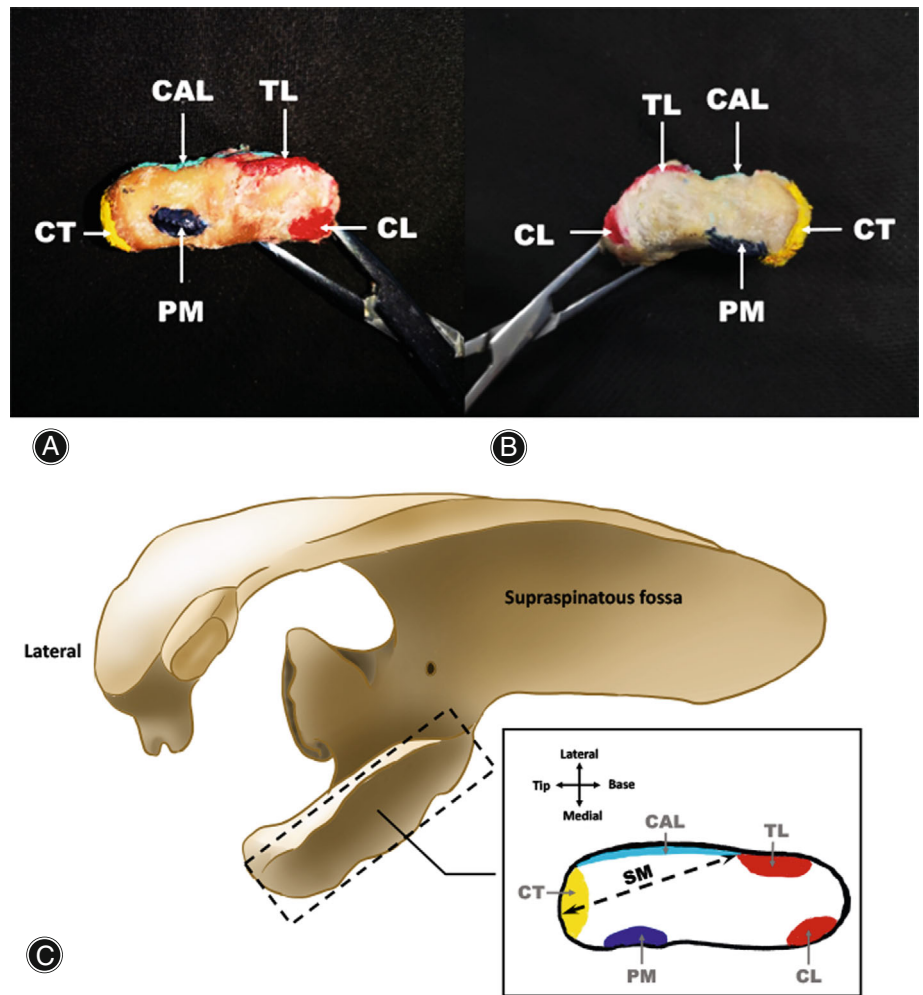 CAL TL
CT CL
PM
TL CAL
CL CT
PM
A B
Supraspinatous fossa
Lateral
Lateral
Tip Base
Medial
CAL TL
SM
CT
PM CL
C